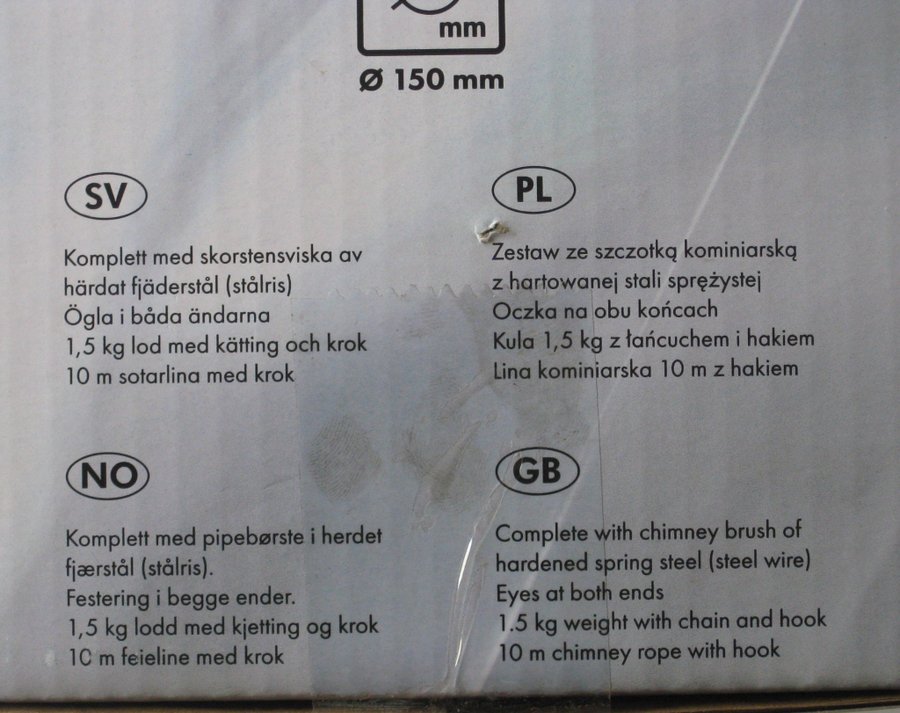 mm
Ø 150 mm
SV
Komplett med skorstensviska av
härdat fjäderstål (stålris)
Ögla i båda ändarna
1,5 kg lod med kätting och krok
10 m sotarlina med krok
PL
Zestaw ze szczotką kominiarską
z hartowanej stali sprężystej
Oczka na obu końcach
Kula 1,5 kg z łańcuchem i hakiem
Lina kominiarska 10 m z hakiem
NO
Komplett med pipebørste i herdet
fjærstål (stålris).
Festering i begge ender.
1,5 kg lodd med kjetting og krok
10 m feieline med krok
GB
Complete with chimney brush of
hardened spring steel (steel wire)
Eyes at both ends
1.5 kg weight with chain and hook
10 m chimney rope with hook